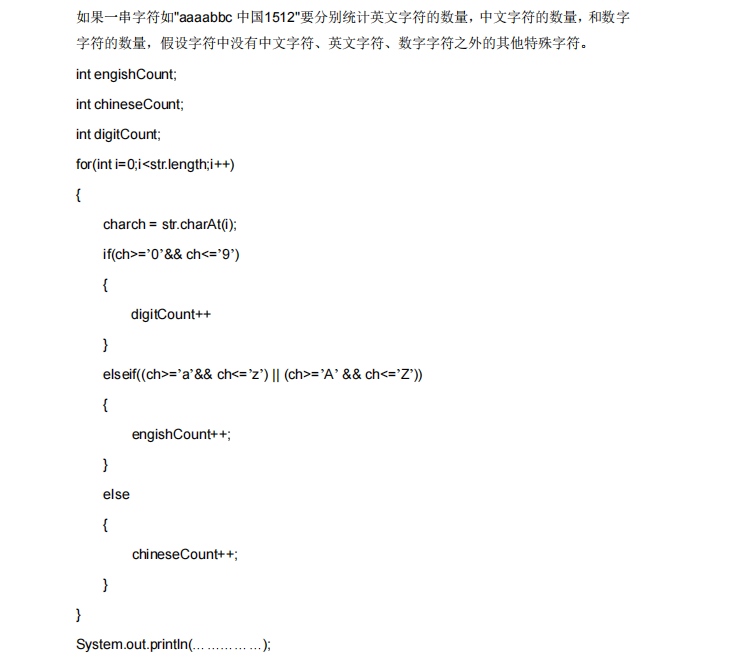 如果一串字符如"aaaabbc 中国1512"要分别统计英文字符的数量，中文字符的数量，和数字
字符的数量，假设字符中没有中文字符、英文字符、数字字符之外的其他特殊字符。
int engishCount;
int chineseCount;
int digitCount;
for(int i=0;i<str.length;i++)
{
charch = str.charAt(i);
if(ch>=’0’&& ch<=’9’)
{
digitCount++
}
elseif((ch>=’a’&& ch<=’z’) || (ch>=’A’ && ch<=’Z’))
{
engishCount++;
}
else
{
chineseCount++;
}
}
System.out.println(……………);